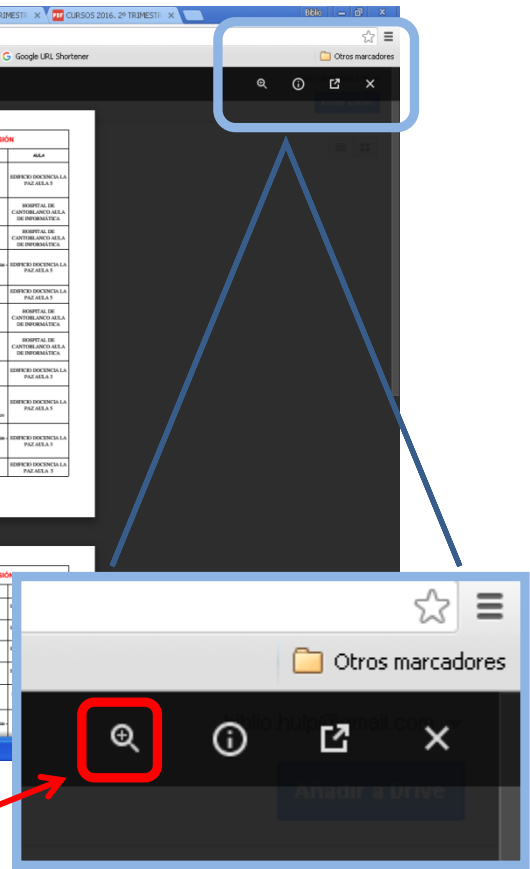 RIMESTR × PDF CURSOS 2016. 2º TRIMESTR ×
Biblio
Google URL Shortener
Otros marcadores
SIÓN
AULA
EDIFICIO DOCENCIA LA
PAZ AULA 5
HOSPITAL DE
CANTOBLANCO AULA
DE INFORMÁTICA
HOSPITAL DE
CANTOBLANCO AULA
DE INFORMÁTICA
EDIFICIO DOCENCIA LA
PAZ AULA 5
EDIFICIO DOCENCIA LA
PAZ AULA 5
HOSPITAL DE
CANTOBLANCO AULA
DE INFORMÁTICA
HOSPITAL DE
CANTOBLANCO AULA
DE INFORMÁTICA
EDIFICIO DOCENCIA LA
PAZ AULA 3
EDIFICIO DOCENCIA LA
PAZ AULA 5
EDIFICIO DOCENCIA LA
PAZ AULA 3
EDIFICIO DOCENCIA LA
PAZ AULA 5
SIÓN
Otros marcadores
Añadir a Drive